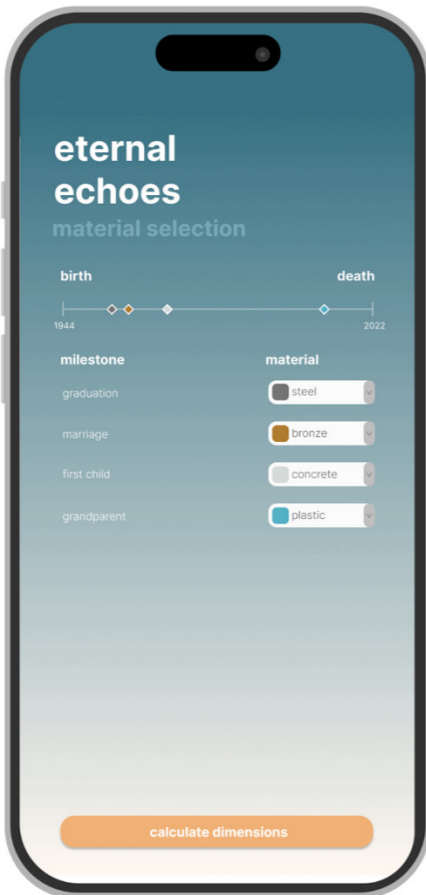 eternal
echoes
material selection
birth death
1944 2022
milestone material
graduation steel
marriage bronze
first child concrete
grandparent plastic
calculate dimensions